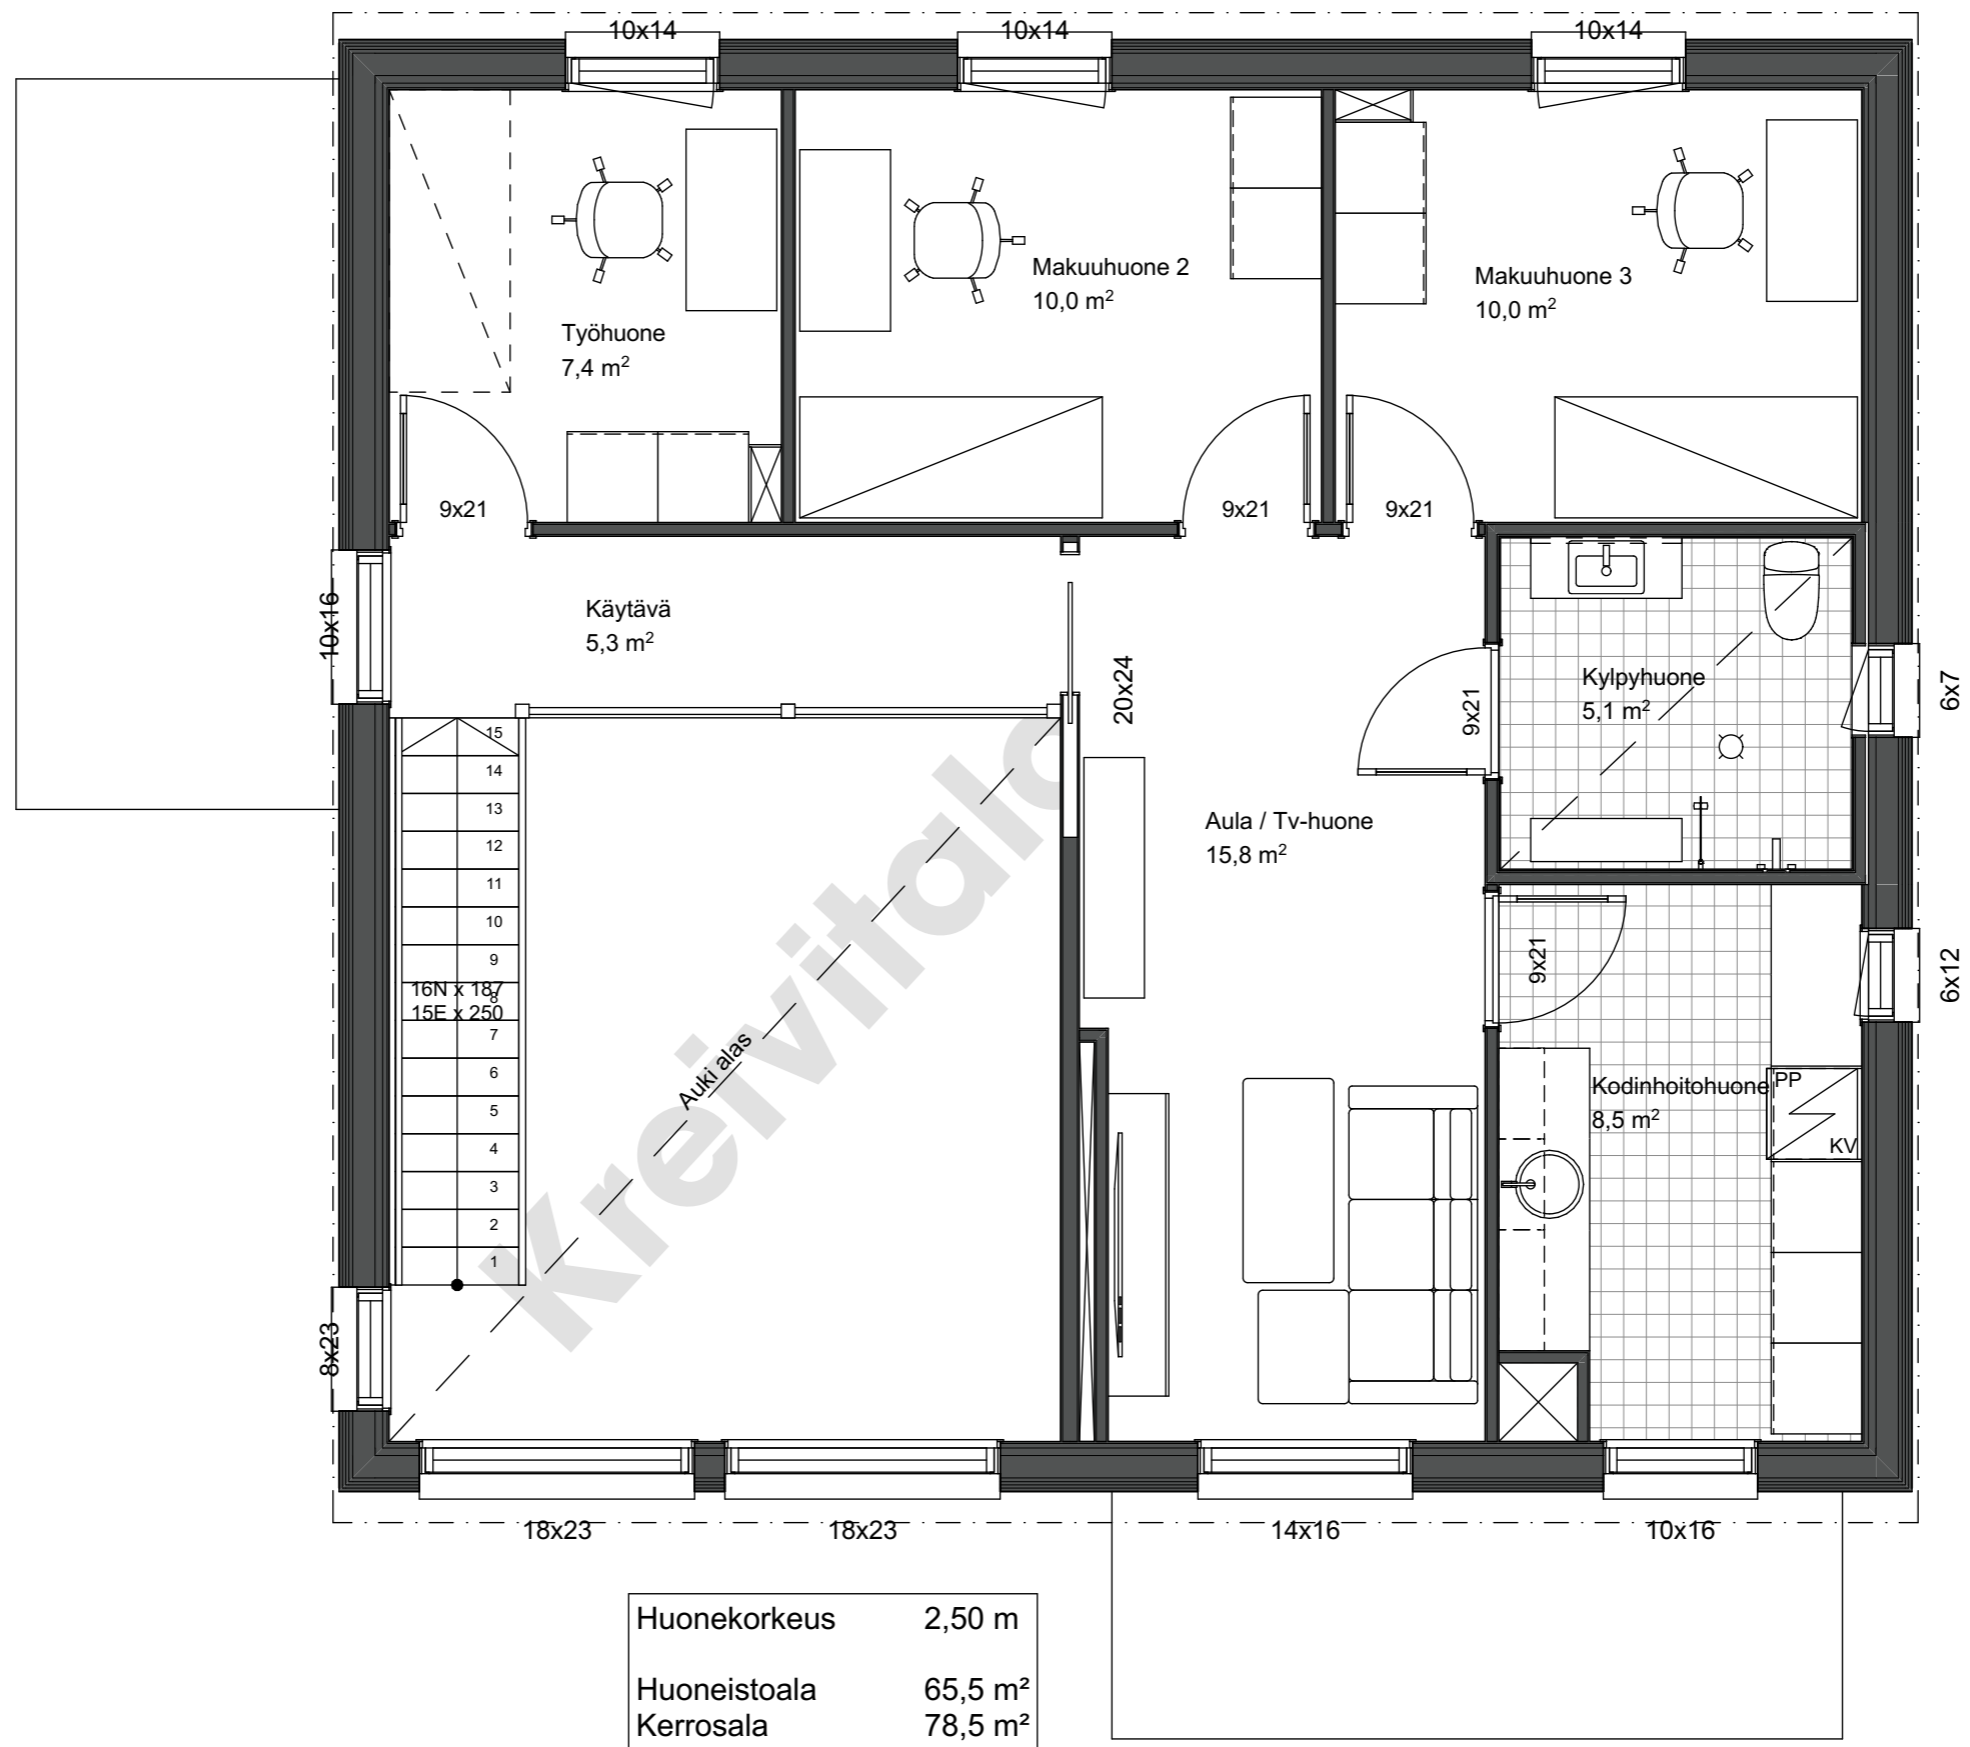 10x14
10x14
10x14
Makuuhuone 2
10,0 m²
Makuuhuone 3
10,0 m²
Työhuone
7,4 m²
9x21
9x21
9x21
10x16
Käytävä
5,3 m²
20x24
9x21
Kylpyhuone
5,1 m²
6x7
15
14
13
12
11
10
9
8
7
6
5
4
3
2
1
16N x 187
15E x 250
Aula / Tv-huone
15,8 m²
9x21
6x12
Auki alas
Kreivitalo
Kodinhoitohuone
8,5 m²
PP
KV
8x23
18x23
18x23
14x16
10x16
Huonekorkeus 2,50 m
Huoneistoala 65,5 m²
Kerrosala 78,5 m²